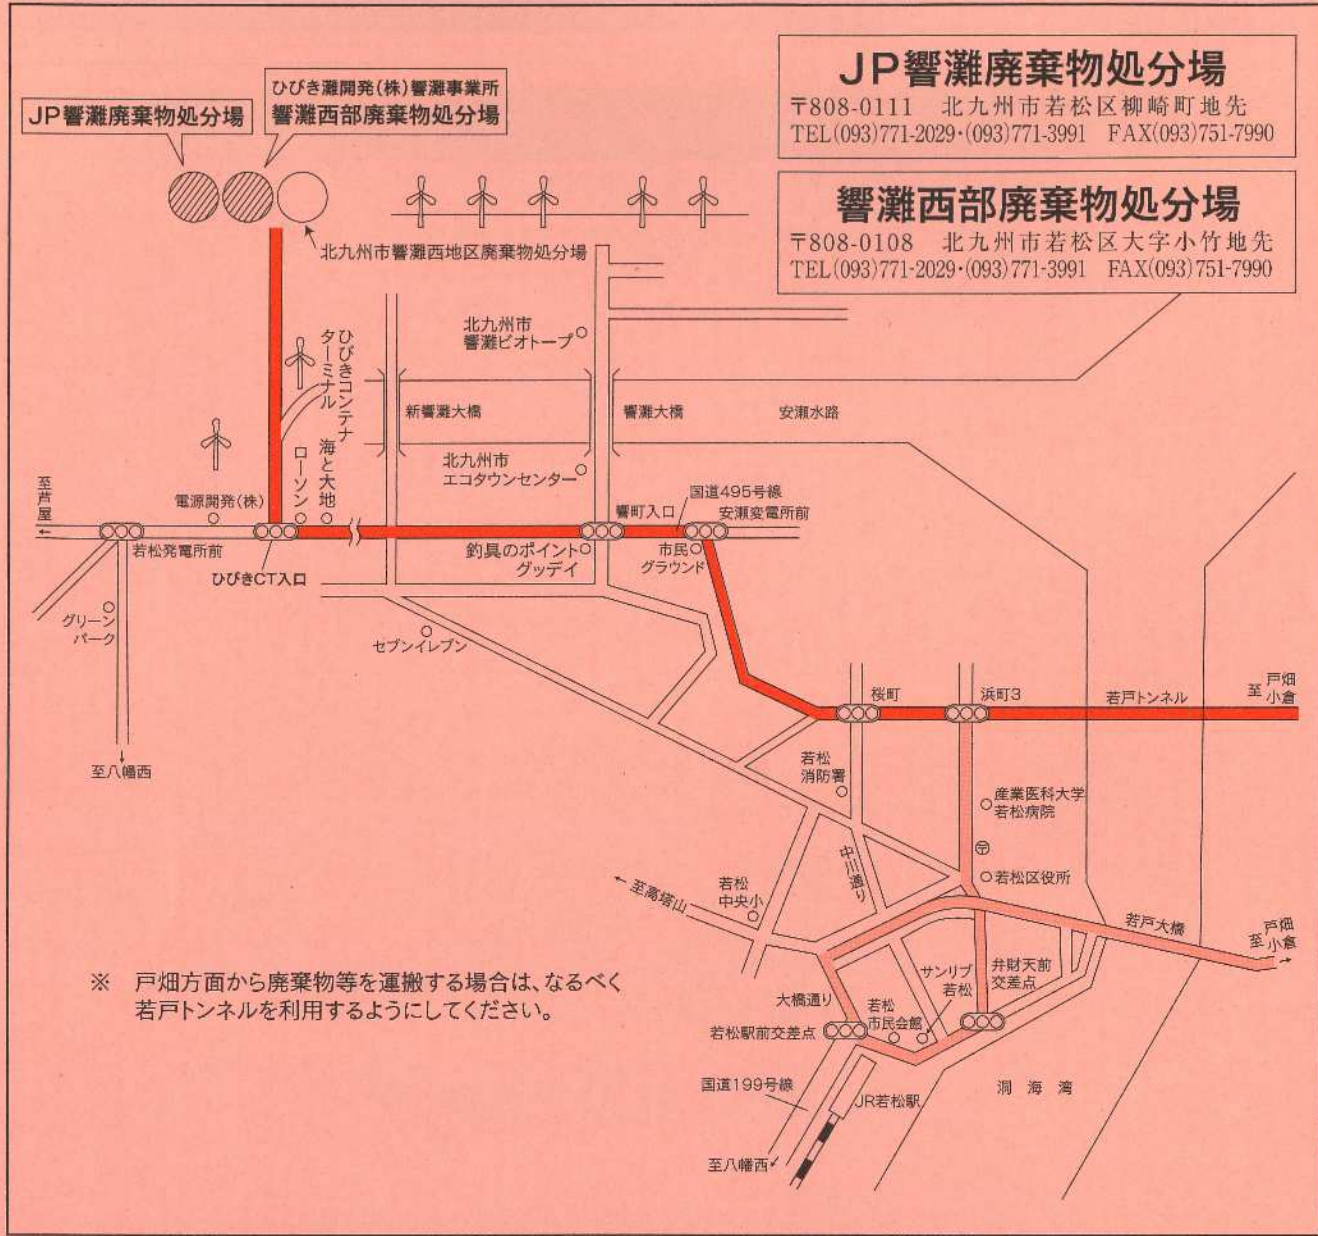 JP響灘廃棄物処分場
〒808-0111 北九州市若松区柳崎町地先
TEL(093)771-2029・(093)771-3991 FAX(093)751-7990
響灘西部廃棄物処分場
〒808-0108 北九州市若松区大字小竹地先
TEL(093)771-2029・(093)771-3991 FAX(093)751-7990
JP響灘廃棄物処分場
ひびき灘開発(株)響灘事業所
響灘西部廃棄物処分場
北九州市響灘西地区廃棄物処分場
北九州市
響灘ビオトープ
ひびきコンテナ
ターミナル
新響灘大橋
響灘大橋
安瀬水路
海と大地
ローソン
北九州市
エコタウンセンター
至芦屋
←
電源開発(株)
国道495号線
響町入口
安瀬変電所前
若松発電所前
ひびきCT入口
釣具のポイント
グッデイ
市民
グラウンド
グリーン
パーク
セブンイレブン
至八幡西
桜町
浜町3
若戸トンネル
至 戸畑
小倉
若松
消防署
産業医科大学
若松病院
〒
中川通り
若松区役所
← 至高塔山
若松
中央小
若戸大橋
至 戸畑
小倉
→
サンリブ
若松
弁財天前
交差点
大橋通り
若松
市民会館
若松駅前交差点
国道199号線
JR若松駅
洞海湾
至八幡西
※ 戸畑方面から廃棄物等を運搬する場合は、なるべく
若戸トンネルを利用するようにしてください。